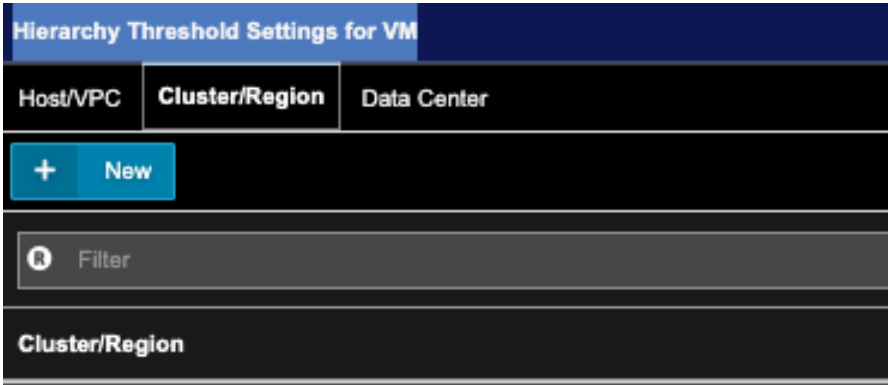 Hierarchy Threshold Settings for VM
Host/VPC Cluster/Region Data Center
+ New
R Filter
Cluster/Region